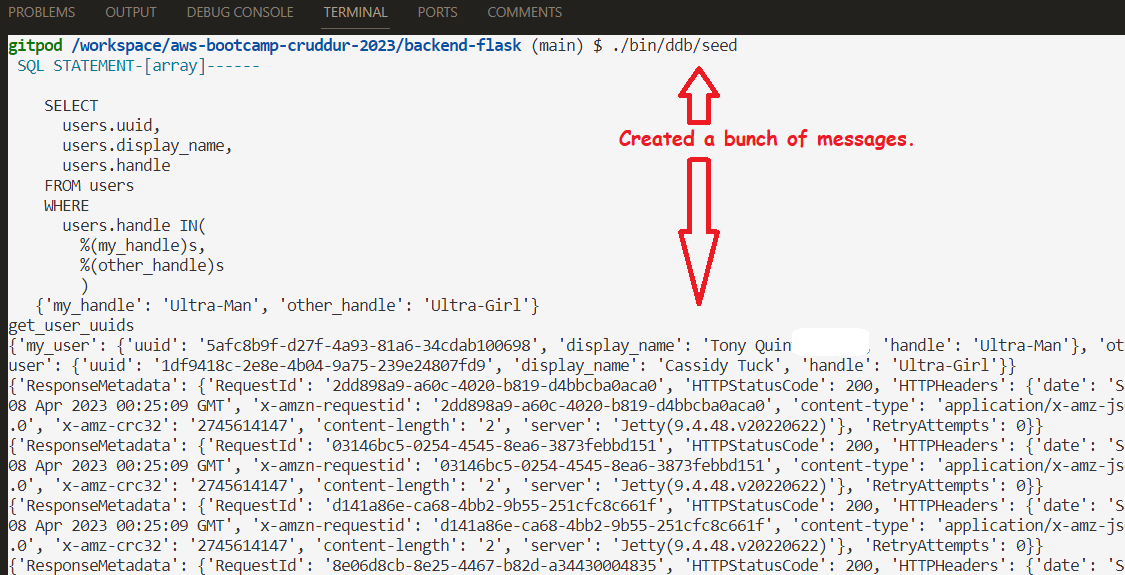 PROBLEMS OUTPUT DEBUG CONSOLE TERMINAL PORTS COMMENTS
gitpod /workspace/aws-bootcamp-cruddur-2023/backend-flask (main) $ ./bin/ddb/seed
SQL STATEMENT-[array]------
SELECT
users.uuid,
users.display_name,
users.handle
FROM users
WHERE
users.handle IN(
%(my_handle)s,
%(other_handle)s
)
{'my_handle': 'Ultra-Man', 'other_handle': 'Ultra-Girl'}
get_user_uuids
Created a bunch of messages.
{'my_user': {'uuid': '5afc8b9f-d27f-4a93-81a6-34cdab100698', 'display_name': 'Tony Quin , 'handle': 'Ultra-Man'}, 'ot
user': {'uuid': '1df9418c-2e8e-4b04-9a75-239e24807fd9', 'display_name': 'Cassidy Tuck', 'handle': 'Ultra-Girl'}}
{'ResponseMetadata': {'RequestId': '2dd898a9-a60c-4020-b819-d4bbcba0aca0', 'HTTPStatusCode': 200, 'HTTPHeaders': {'date': 'S
08 Apr 2023 00:25:09 GMT', 'x-amzn-requestid': '2dd898a9-a60c-4020-b819-d4bbcba0aca0', 'content-type': 'application/x-amz-js
.0', 'x-amz-crc32': '2745614147', 'content-length': '2', 'server': 'Jetty(9.4.48.v20220622)'}, 'RetryAttempts': 0}}
{'ResponseMetadata': {'RequestId': '03146bc5-0254-4545-8ea6-3873febbd151', 'HTTPStatusCode': 200, 'HTTPHeaders': {'date': 'S
08 Apr 2023 00:25:09 GMT', 'x-amzn-requestid': '03146bc5-0254-4545-8ea6-3873febbd151', 'content-type': 'application/x-amz-js
.0', 'x-amz-crc32': '2745614147', 'content-length': '2', 'server': 'Jetty(9.4.48.v20220622)'}, 'RetryAttempts': 0}}
{'ResponseMetadata': {'RequestId': 'd141a86e-ca68-4bb2-9b55-251cfc8c661f', 'HTTPStatusCode': 200, 'HTTPHeaders': {'date': 'S
08 Apr 2023 00:25:09 GMT', 'x-amzn-requestid': 'd141a86e-ca68-4bb2-9b55-251cfc8c661f', 'content-type': 'application/x-amz-js
.0', 'x-amz-crc32': '2745614147', 'content-length': '2', 'server': 'Jetty(9.4.48.v20220622)'}, 'RetryAttempts': 0}}
{'ResponseMetadata': {'RequestId': '8e06d8cb-8e25-4467-b82d-a34430004835', 'HTTPStatusCode': 200, 'HTTPHeaders': {'date': 'S